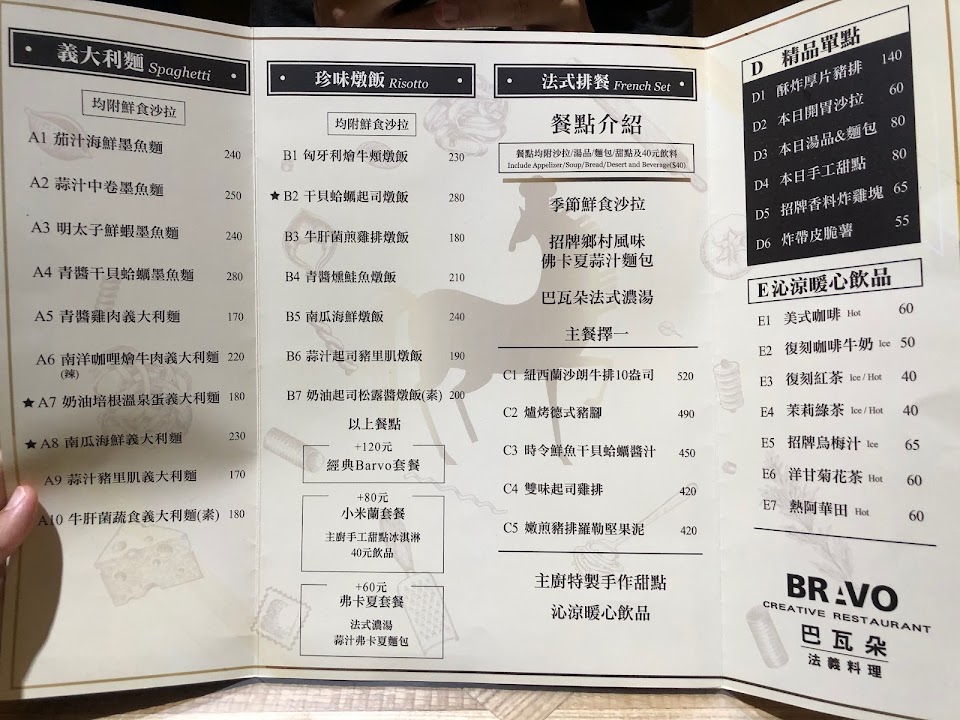 義大利麵 Spaghetti
均附鮮食沙拉
A1 茄汁海鮮墨魚麵 240
A2 蒜汁中卷墨魚麵 250
A3 明太子鮮蝦墨魚麵 240
A4 青醬干貝蛤蠣墨魚麵 280
A5 青醬雞肉義大利麵 170
A6 南洋咖哩燴牛肉義大利麵 220
(辣)
★A7 奶油培根溫泉蛋義大利麵 180
★A8 南瓜海鮮義大利麵 230
A9 蒜汁豬里肌義大利麵 170
A10 牛肝菌蔬食義大利麵(素) 180
珍味燉飯 Risotto
均附鮮食沙拉
B1 匈牙利燴牛頰燉飯 230
★B2 干貝蛤蠣起司燉飯 280
B3 牛肝菌煎雞排燉飯 180
B4 青醬燻鮭魚燉飯 210
B5 南瓜海鮮燉飯 240
B6 蒜汁起司豬里肌燉飯 190
B7 奶油起司松露醬燉飯(素) 200
以上餐點
+120元
經典Barvo套餐
+80元
小米蘭套餐
主廚手工甜點冰淇淋
40元飲品
+60元
弗卡夏套餐
法式濃湯
蒜汁弗卡夏麵包
法式排餐 French Set
餐點介紹
餐點均附沙拉/湯品/麵包/甜點及40元飲料
Include Appelizer/Soup/Bread/Desert and Beverage($40)
季節鮮食沙拉
招牌鄉村風味
佛卡夏蒜汁麵包
巴瓦朵法式濃湯
主餐擇一
C1 紐西蘭沙朗牛排10盎司 520
C2 爐烤德式豬腳 490
C3 時令鮮魚干貝蛤蠣醬汁 450
C4 雙味起司雞排 420
C5 嫩煎豬排羅勒堅果泥 420
主廚特製手作甜點
沁涼暖心飲品
D 精品單點
D1 酥炸厚片豬排 140
D2 本日開胃沙拉 60
D3 本日湯品&麵包 80
D4 本日手工甜點 80
D5 招牌香料炸雞塊 65
D6 炸帶皮脆薯 55
E 沁涼暖心飲品
E1 美式咖啡 Hot 60
E2 復刻咖啡牛奶 Ice 50
E3 復刻紅茶 Ice / Hot 40
E4 茉莉綠茶 Ice / Hot 40
E5 招牌烏梅汁 Ice 65
E6 洋甘菊花茶 Hot 60
E7 熱阿華田 Hot 60
BRAVO
CREATIVE RESTAURANT
巴瓦朵
法義料理